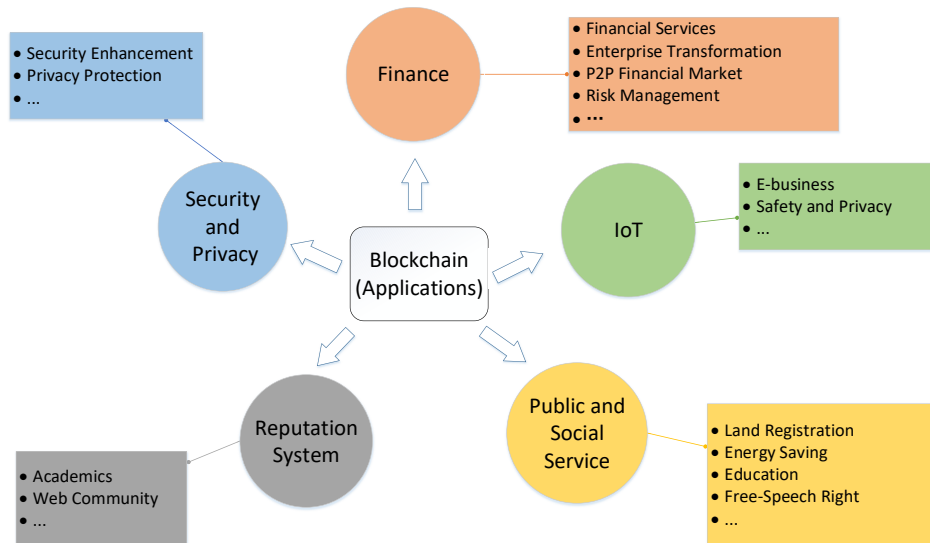 Finance
• Financial Services
• Enterprise Transformation
• P2P Financial Market
• Risk Management
• ...
• Security Enhancement
• Privacy Protection
• ...
Security
and
Privacy
IoT
• E-business
• Safety and Privacy
• ...
Blockchain
(Applications)
Reputation
System
• Academics
• Web Community
• ...
Public and
Social
Service
• Land Registration
• Energy Saving
• Education
• Free-Speech Right
• ...